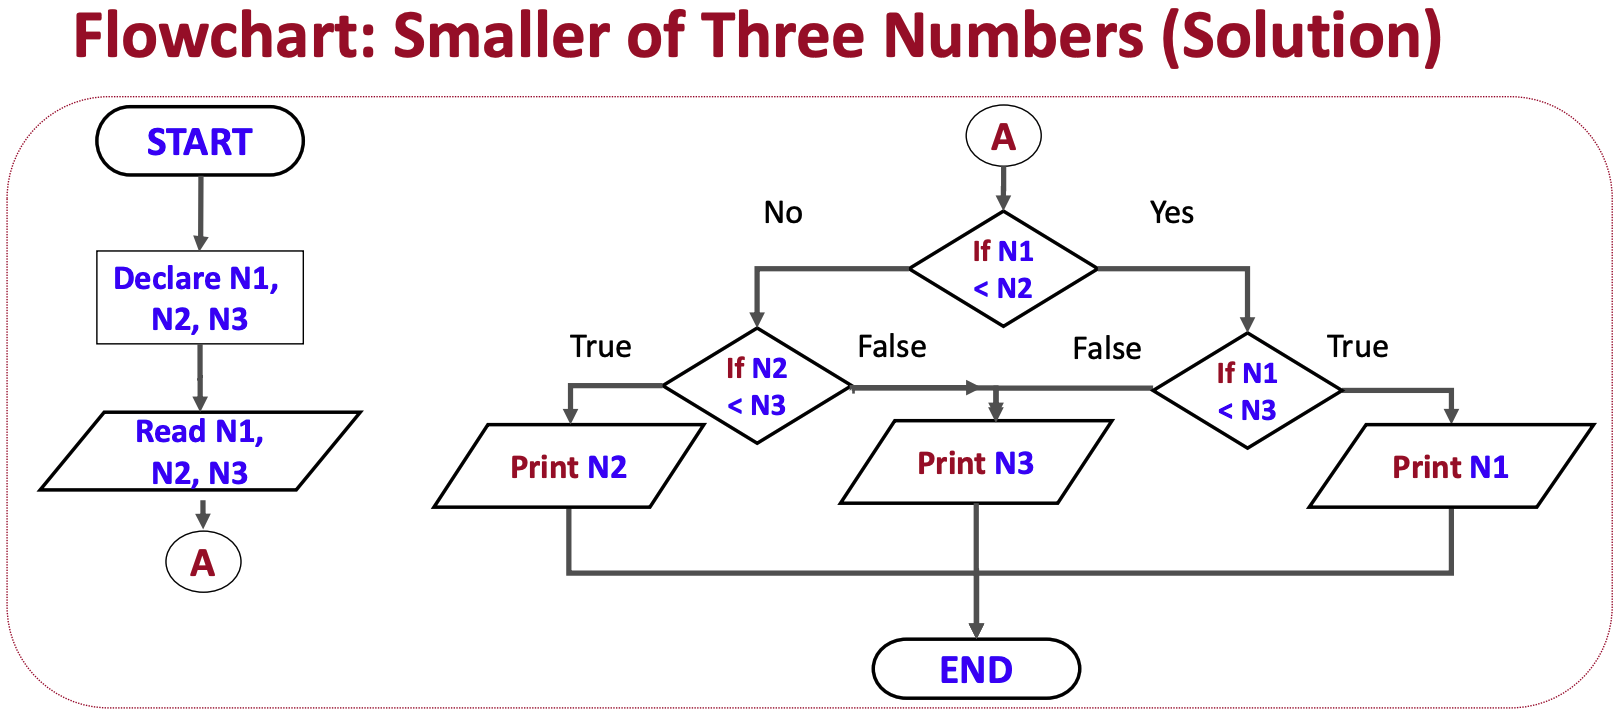 Flowchart: Smaller of Three Numbers (Solution)
START
Declare N1,
N2, N3
Read N1,
N2, N3
A
A
No
Yes
If N1
< N2
True
False
False
True
If N2
< N3
If N1
< N3
Print N2
Print N3
Print N1
END